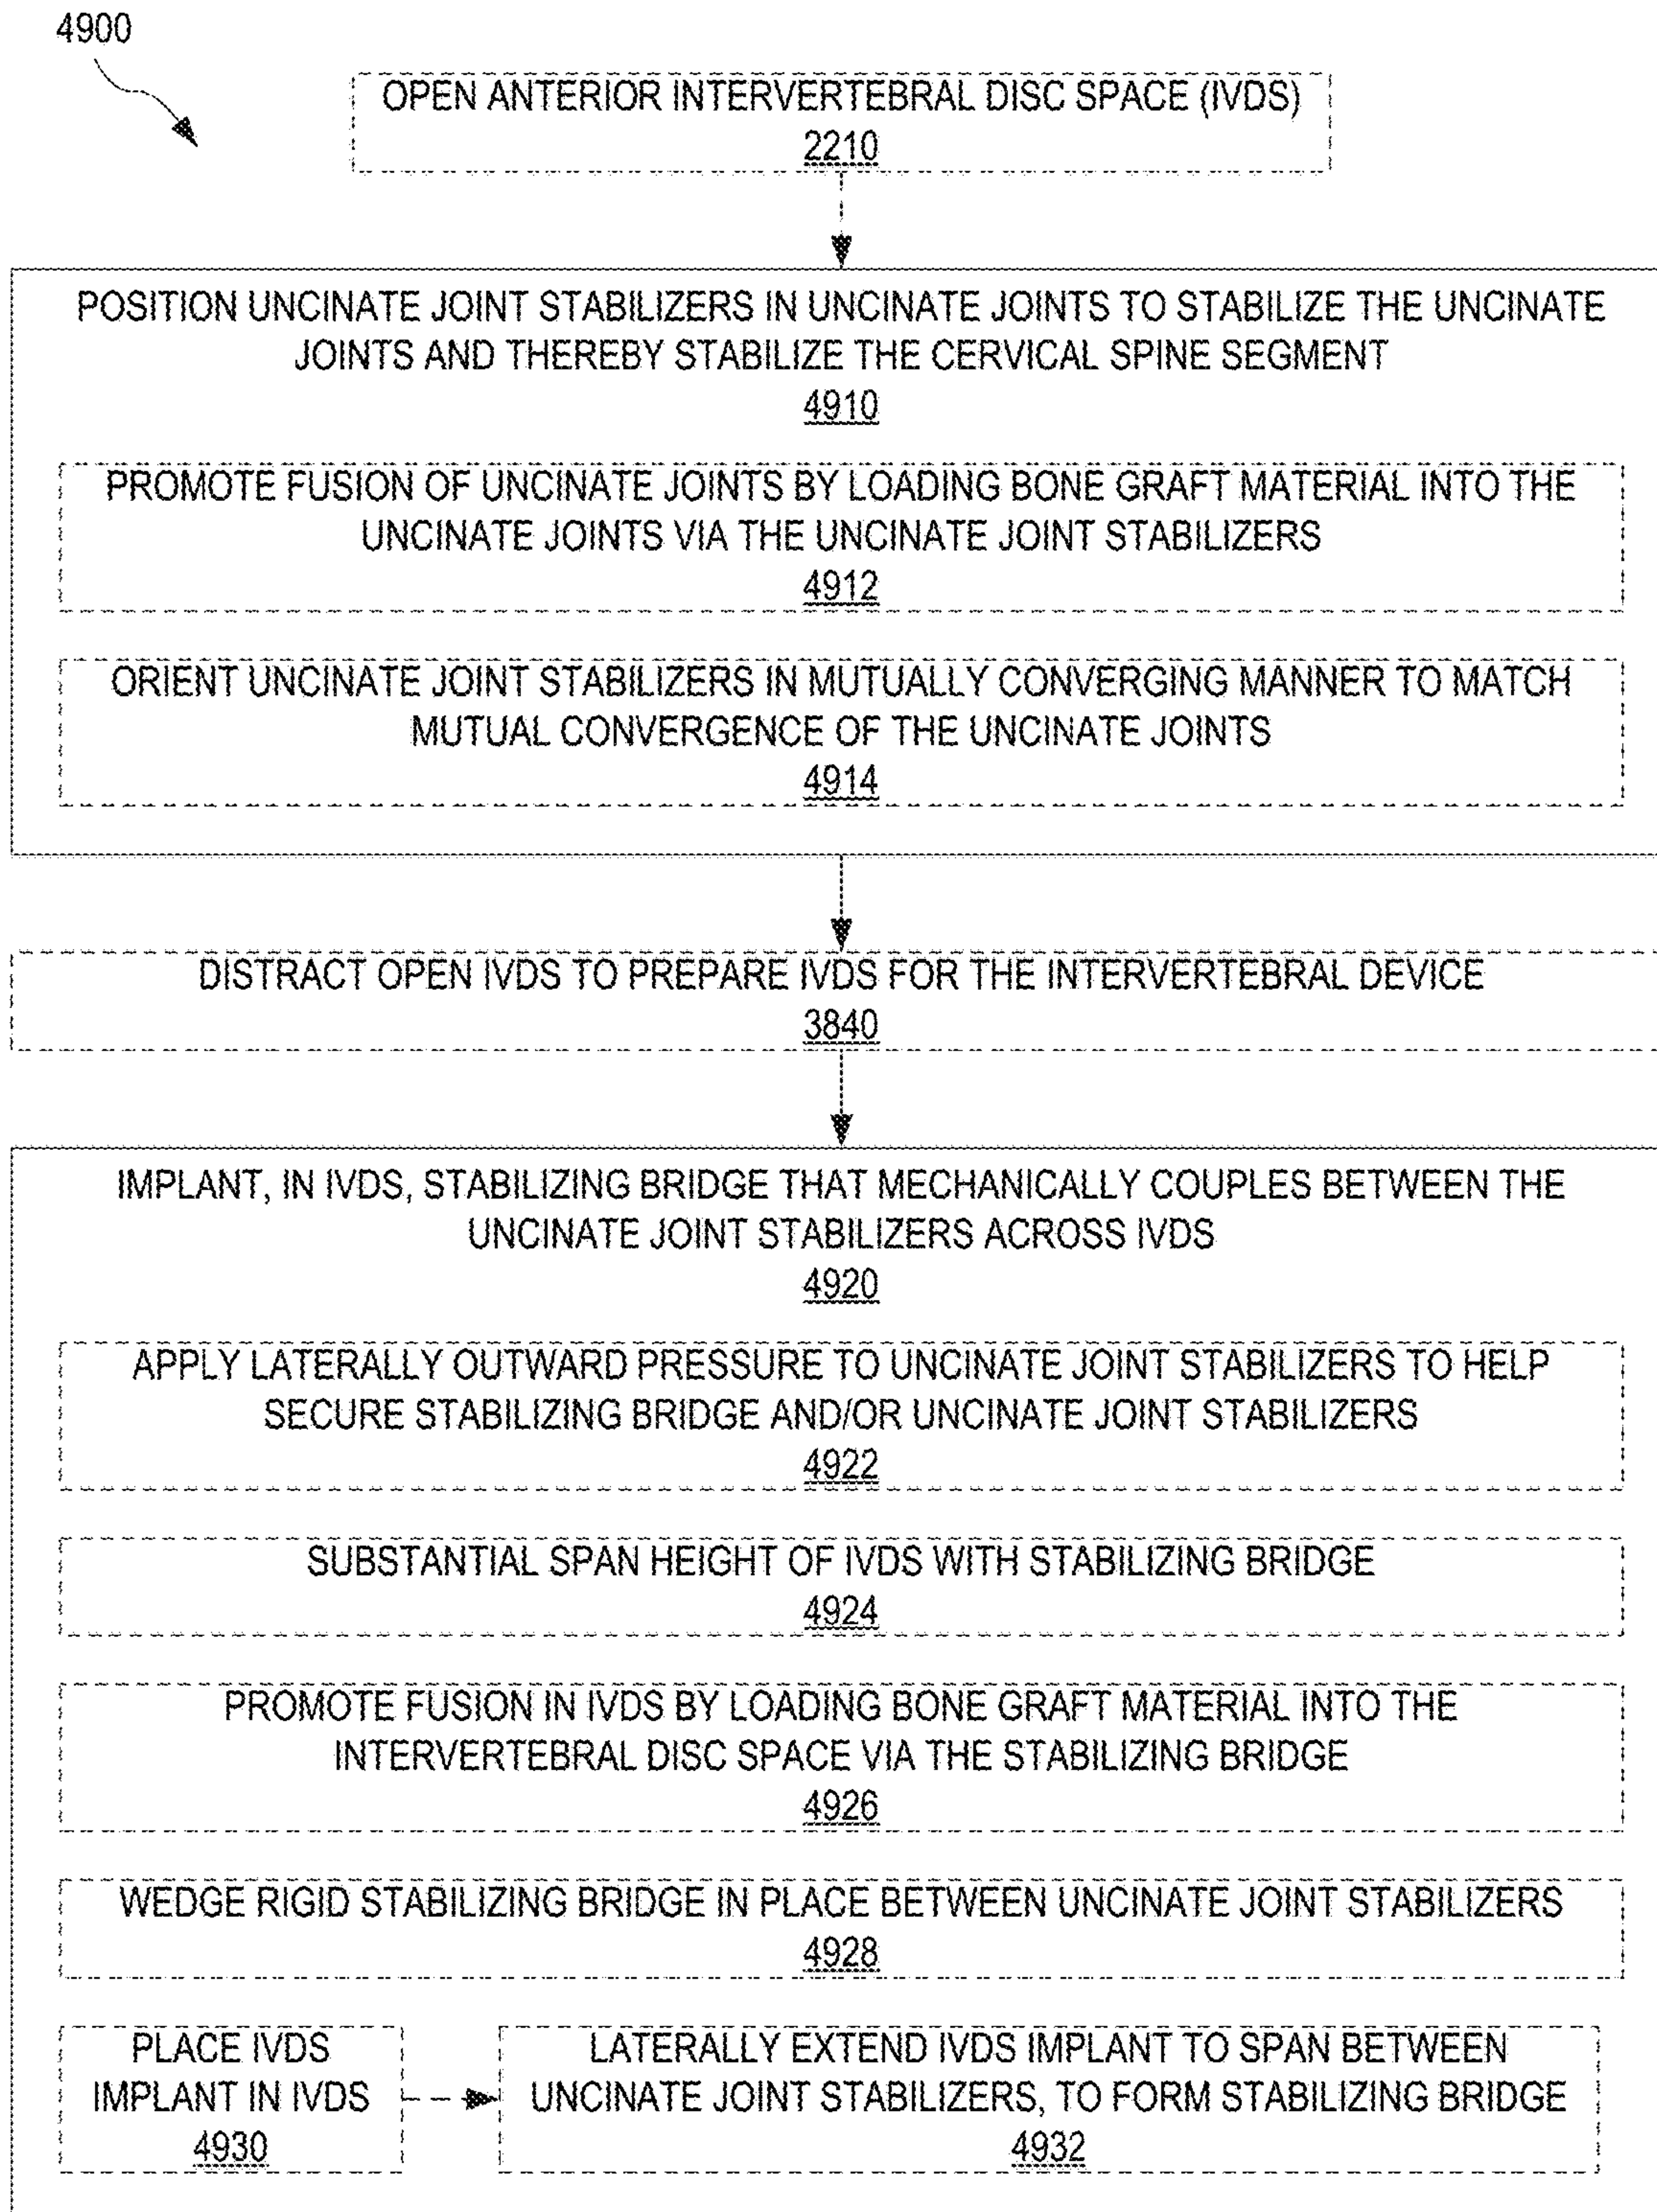 4900
OPEN ANTERIOR INTERVERTEBRAL DISC SPACE (IVDS)
2210
POSITION UNCINATE JOINT STABILIZERS IN UNCINATE JOINTS TO STABILIZE THE UNCINATE
JOINTS AND THEREBY STABILIZE THE CERVICAL SPINE SEGMENT
4910
PROMOTE FUSION OF UNCINATE JOINTS BY LOADING BONE GRAFT MATERIAL INTO THE
UNCINATE JOINTS VIA THE UNCINATE JOINT STABILIZERS
4912
ORIENT UNCINATE JOINT STABILIZERS IN MUTUALLY CONVERGING MANNER TO MATCH
MUTUAL CONVERGENCE OF THE UNCINATE JOINTS
4914
DISTRACT OPEN IVDS TO PREPARE IVDS FOR THE INTERVERTEBRAL DEVICE
3840
IMPLANT, IN IVDS, STABILIZING BRIDGE THAT MECHANICALLY COUPLES BETWEEN THE
UNCINATE JOINT STABILIZERS ACROSS IVDS
4920
APPLY LATERALLY OUTWARD PRESSURE TO UNCINATE JOINT STABILIZERS TO HELP
SECURE STABILIZING BRIDGE AND/OR UNCINATE JOINT STABILIZERS
4922
SUBSTANTIAL SPAN HEIGHT OF IVDS WITH STABILIZING BRIDGE
4924
PROMOTE FUSION IN IVDS BY LOADING BONE GRAFT MATERIAL INTO THE
INTERVERTEBRAL DISC SPACE VIA THE STABILIZING BRIDGE
4926
WEDGE RIGID STABILIZING BRIDGE IN PLACE BETWEEN UNCINATE JOINT STABILIZERS
4928
PLACE IVDS
IMPLANT IN IVDS
4930
LATERALLY EXTEND IVDS IMPLANT TO SPAN BETWEEN
UNCINATE JOINT STABILIZERS, TO FORM STABILIZING BRIDGE
4932